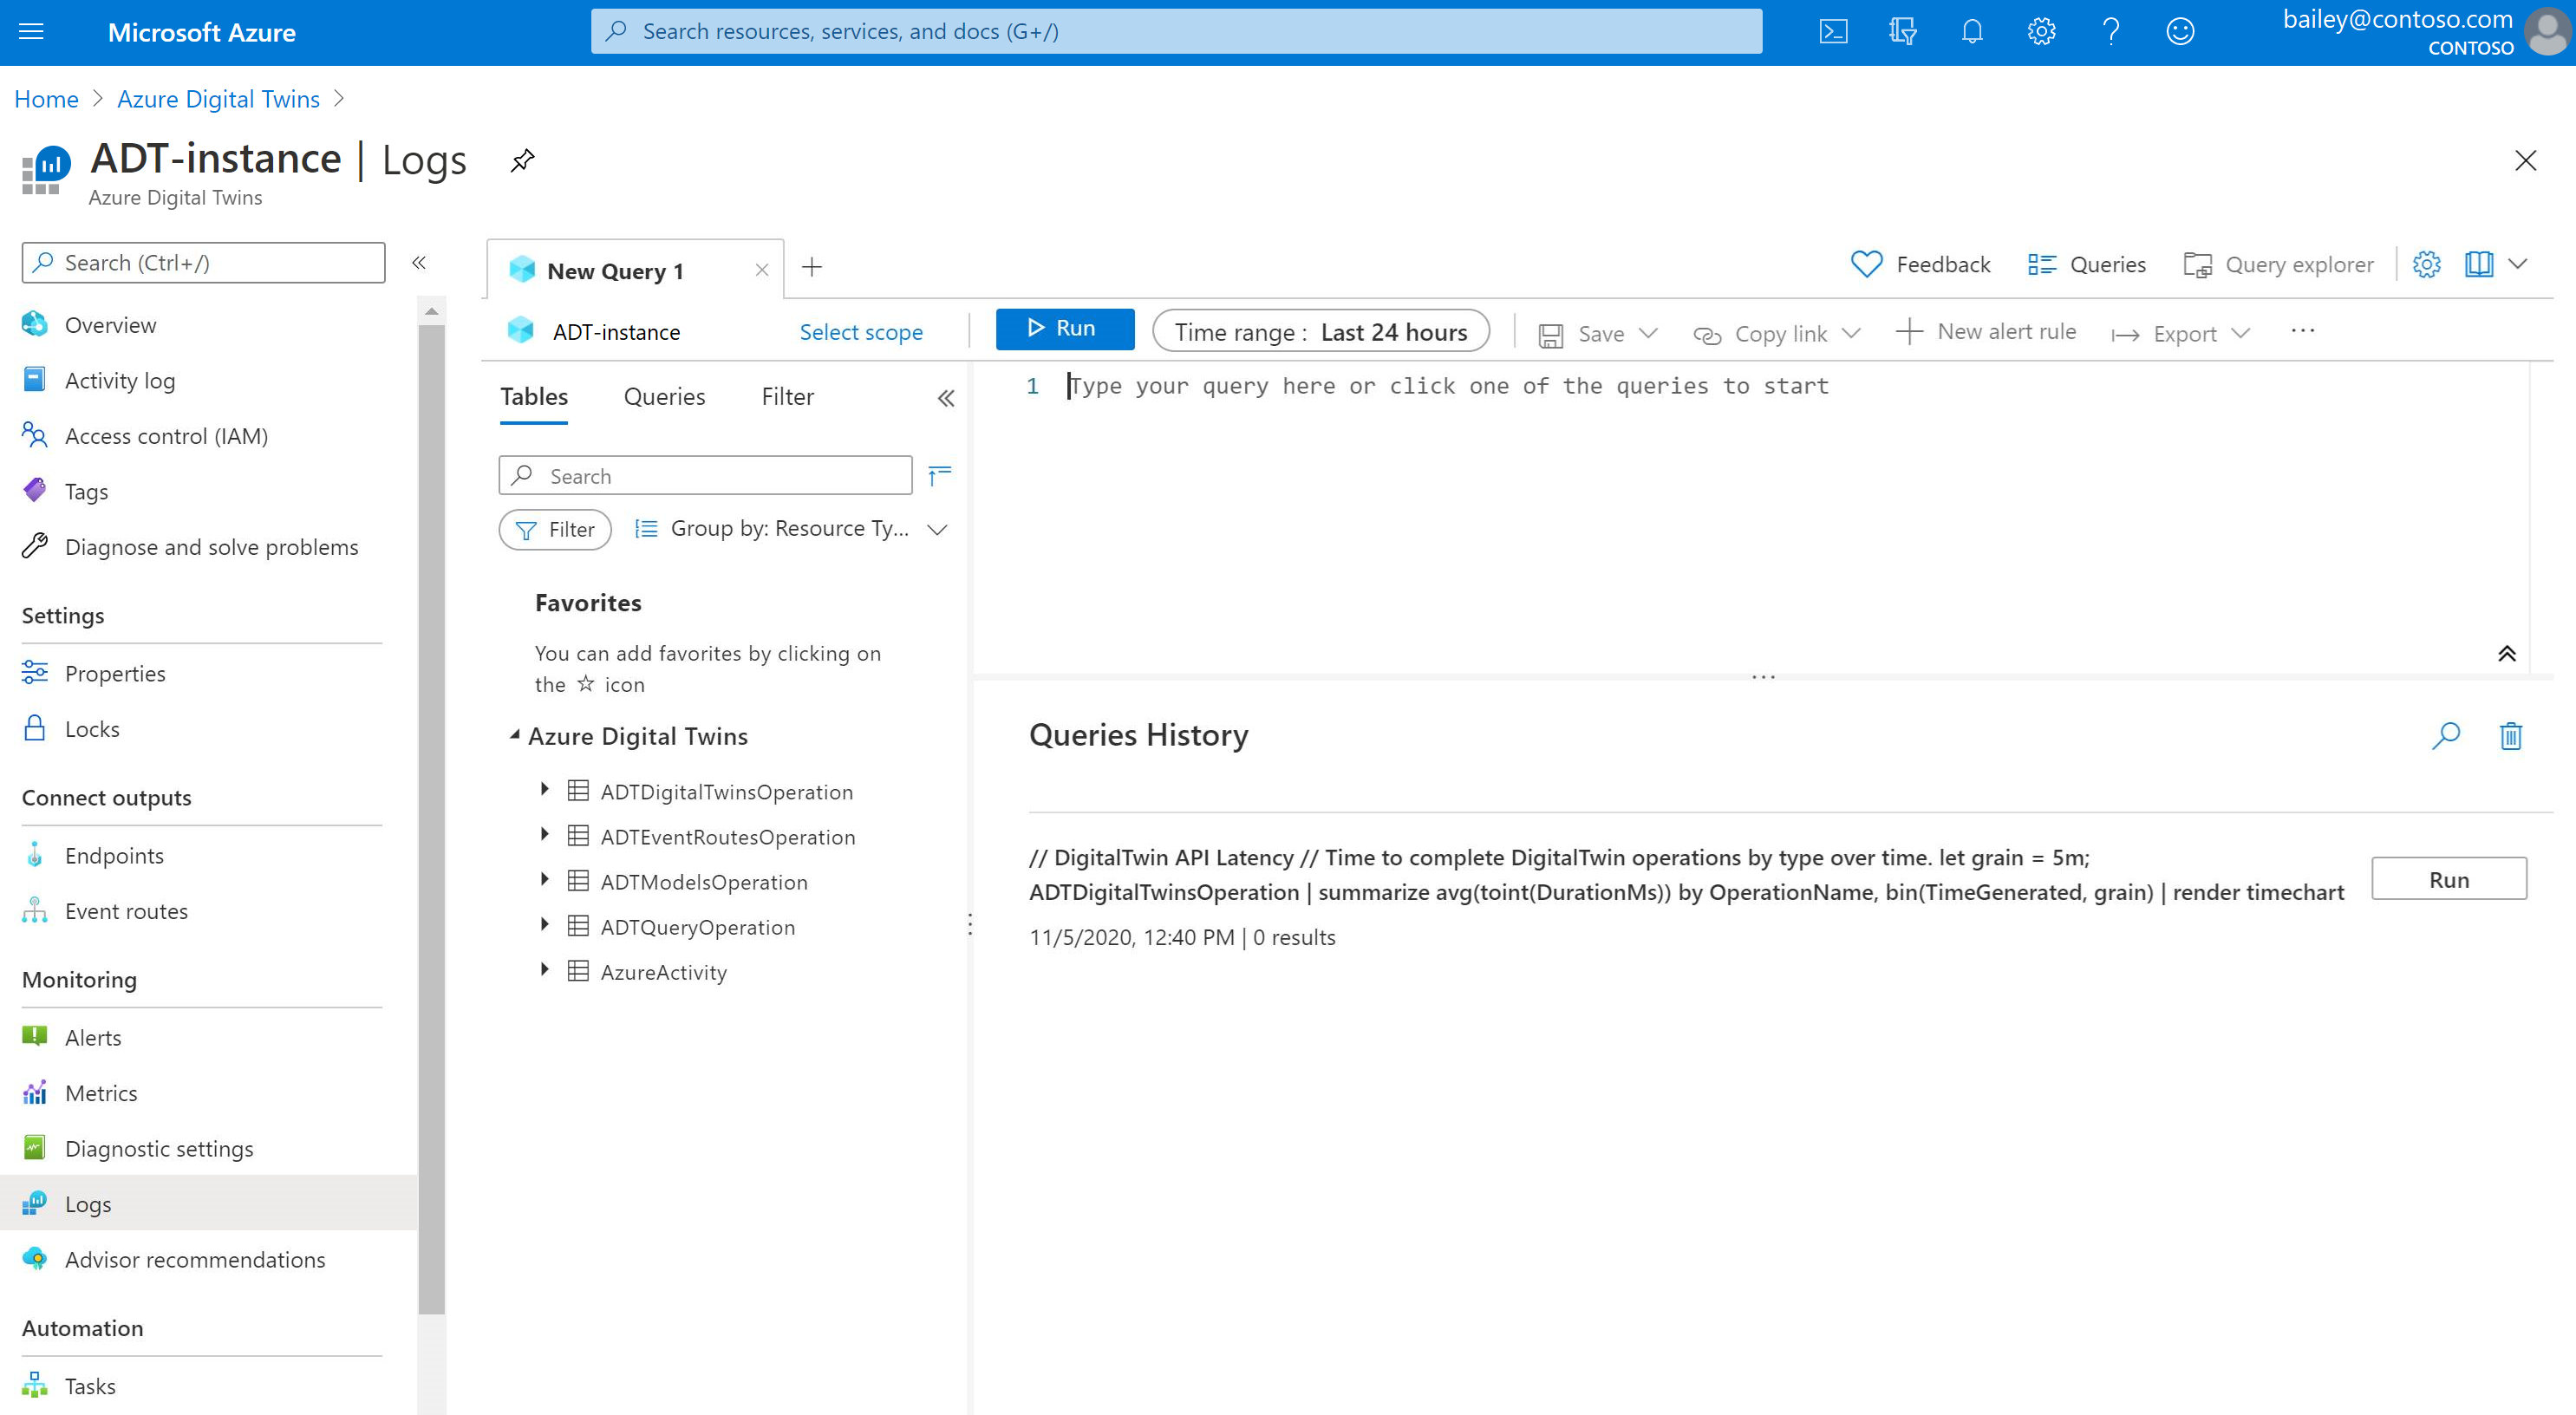 Microsoft Azure
Search resources, services, and docs (G+/)
bailey@contoso.com
CONTOSO
Home > Azure Digital Twins >
ADT-instance | Logs
Azure Digital Twins
Search (Ctrl+/)
Overview
Activity log
Access control (IAM)
Tags
Diagnose and solve problems
Settings
Properties
Locks
Connect outputs
Endpoints
Event routes
Monitoring
Alerts
Metrics
Diagnostic settings
Logs
Advisor recommendations
Automation
Tasks
New Query 1
Feedback
Queries
Query explorer
ADT-instance
Select scope
Run
Time range : Last 24 hours
Save
Copy link
New alert rule
Export
Tables
Queries
Filter
Search
Filter
Group by: Resource Ty...
Favorites
You can add favorites by clicking on
the ☆ icon
Azure Digital Twins
ADTDigitalTwinsOperation
ADTEventRoutesOperation
ADTModelsOperation
ADTQueryOperation
AzureActivity
1 Type your query here or click one of the queries to start
Queries History
// DigitalTwin API Latency // Time to complete DigitalTwin operations by type over time. let grain = 5m;
ADTDigitalTwinsOperation | summarize avg(toint(DurationMs)) by OperationName, bin(TimeGenerated, grain) | render timechart
Run
11/5/2020, 12:40 PM | 0 results